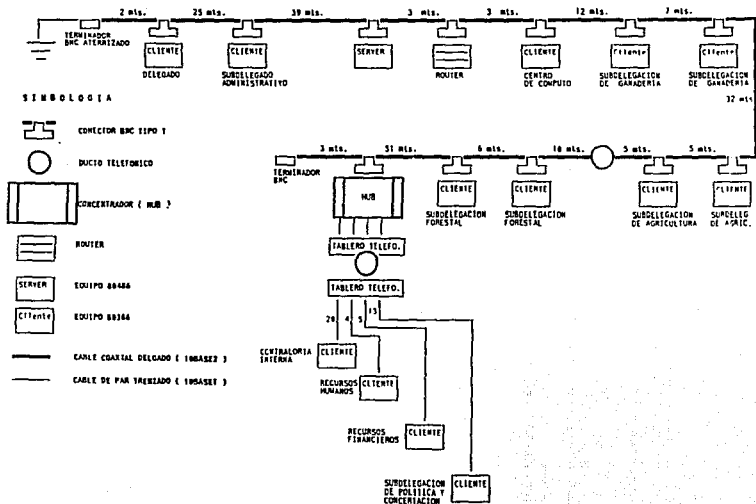 2 mts. 25 mts. 39 mts. 3 mts. 3 mts. 12 mts. 7 mts.
TERMINADOR
BNC ATERRIZADO
CLIENTE
DELEGADO
CLIENTE
SUBDELEGADO
ADMINISTRATIVO
SERVER
ROUTER
CLIENTE
CENTRO
DE COMPUTO
Cliente
SUBDELEGACION
DE GANADERIA
Cliente
SUBDELEGACION
DE GANADERIA
32 mts
SIMBOLOGIA
CONECTOR BNC TIPO T
DUCTO TELEFONICO
CONCENTRADOR ( HUB )
ROUTER
SERVER
EQUIPO 80486
Cliente
EQUIPO 80386
CABLE COAXIAL DELGADO ( 10BASE2 )
CABLE DE PAR TRENZADO ( 10BASET )
3 mts. 51 mts. 6 mts. 18 mts. 5 mts. 5 mts.
TERMINADOR
BNC
HUB
CLIENTE
SUBDELEGACION
FORESTAL
CLIENTE
SUBDELEGACION
FORESTAL
CLIENTE
SUBDELEGACION
DE AGRICULTURA
CLIENTE
SUBDELEG
DE AGRIC.
TABLERO TELEFO.
TABLERO TELEFO.
20 4 5 15
CONTRALORIA
INTERNA
CLIENTE
RECURSOS
HUMANOS
CLIENTE
RECURSOS
FINANCIEROS
CLIENTE
SUBDELEGACION
DE POLITICA Y
CONCERTACION
CLIENTE